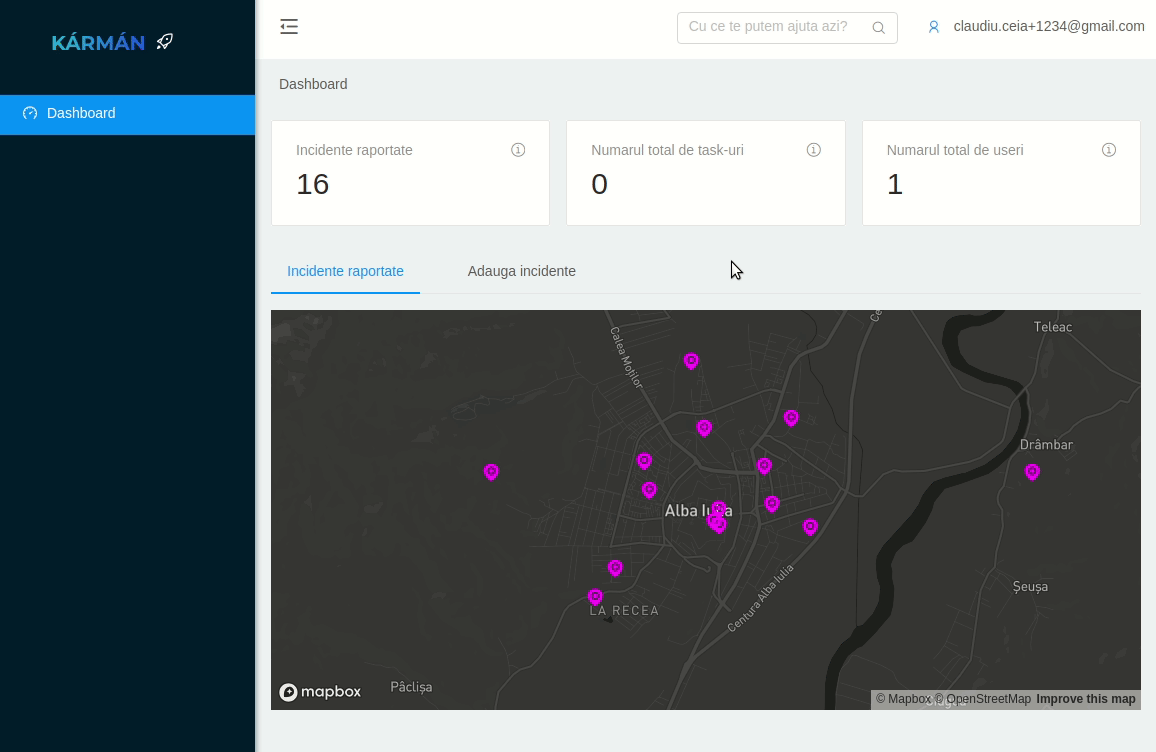 KÁRMÁN
Cu ce te putem ajuta azi?
claudiu.ceia+1234@gmail.com
Dashboard
Dashboard
Incidente raportate
16
Numarul total de task-uri
0
Numarul total de useri
1
Incidente raportate
Adauga incidente
Calea Moților
Teleac
Drâmbar
Alba
Centura Alba Iulia
Șeușa
LA RECEA
Pâclișa
mapbox
© Mapbox © OpenStreetMap Improve this map